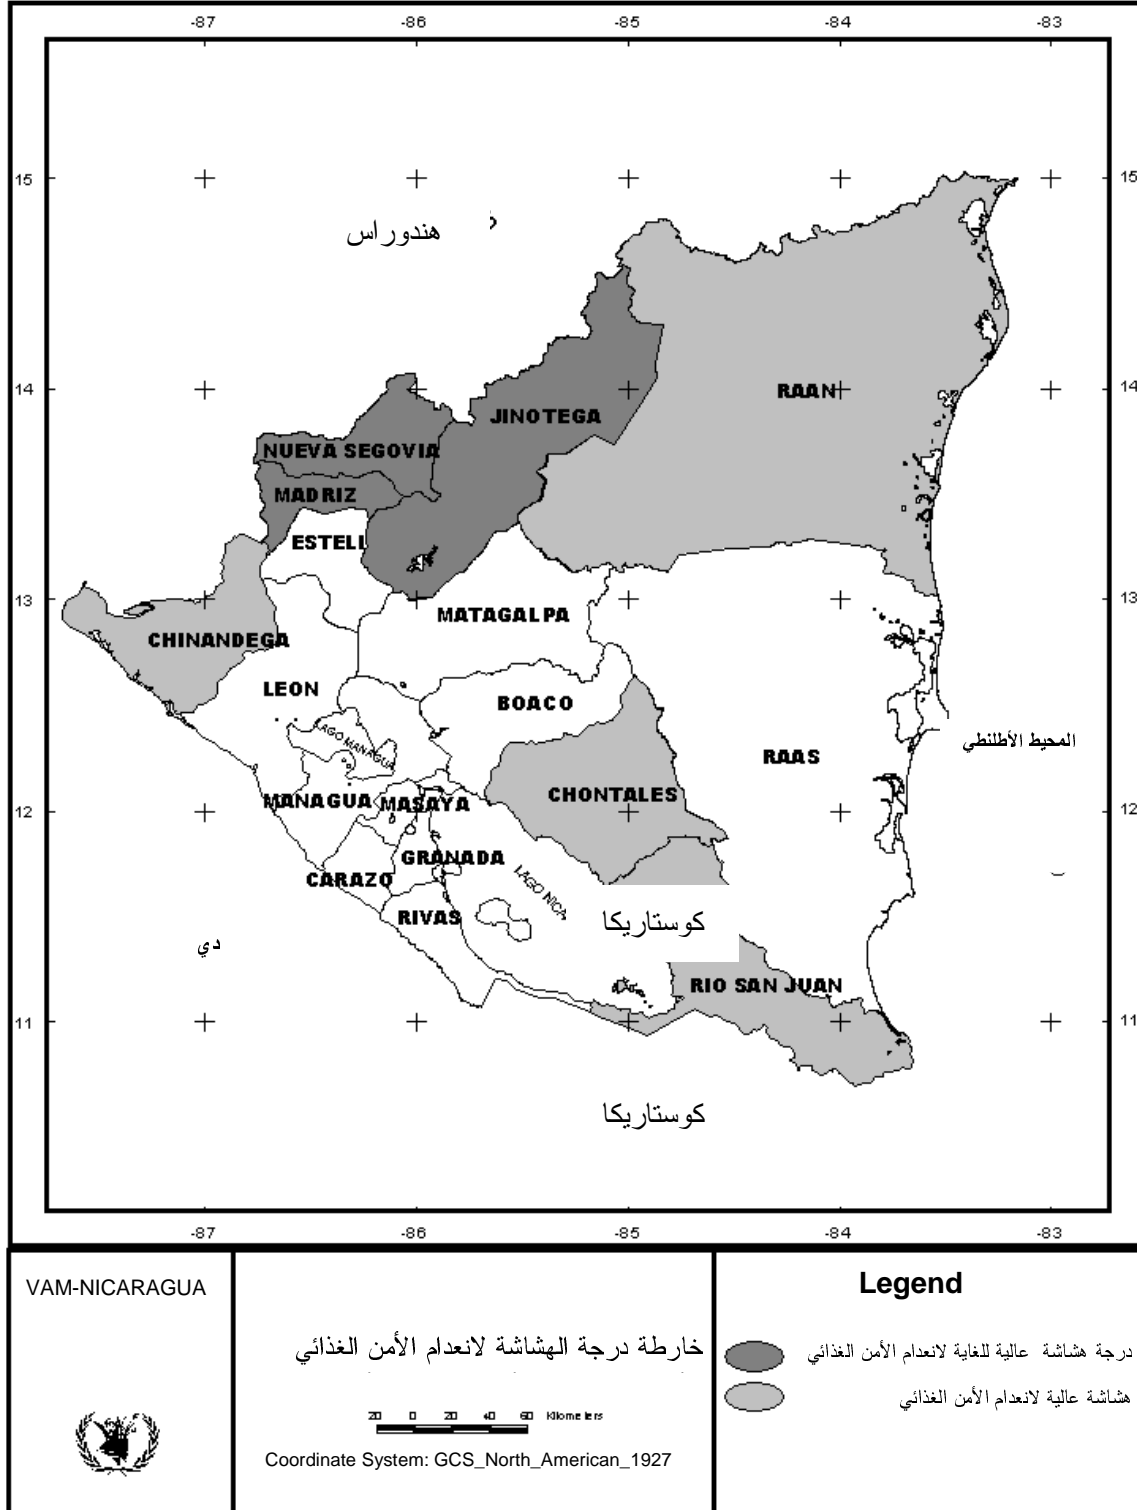 -87 -86 -85 -84 -83
15 15
هندوراس
14 14
RAAN
JINOTEGA
NUEVA SEGOVIA
MADRIZ
ESTELI
13 13
MATAGALPA
CHINANDEGA
LEON
BOACO
LAGO MANAGUA
المحيط الأطلنطي
RAAS
CHONTALES
MANAGUA
MASAYA
12 12
GRANADA
CARAZO
LAGO NICA
RIVAS
كوستاريكا
دي
RIO SAN JUAN
11 11
كوستاريكا
-87 -86 -85 -84 -83
VAM-NICARAGUA
خارطة درجة الهشاشة لانعدام الأمن الغذائي
20 0 20 40 60 Kilometers
Coordinate System: GCS_North_American_1927
Legend
درجة هشاشة عالية للغاية لانعدام الأمن الغذائي
هشاشة عالية لانعدام الأمن الغذائي